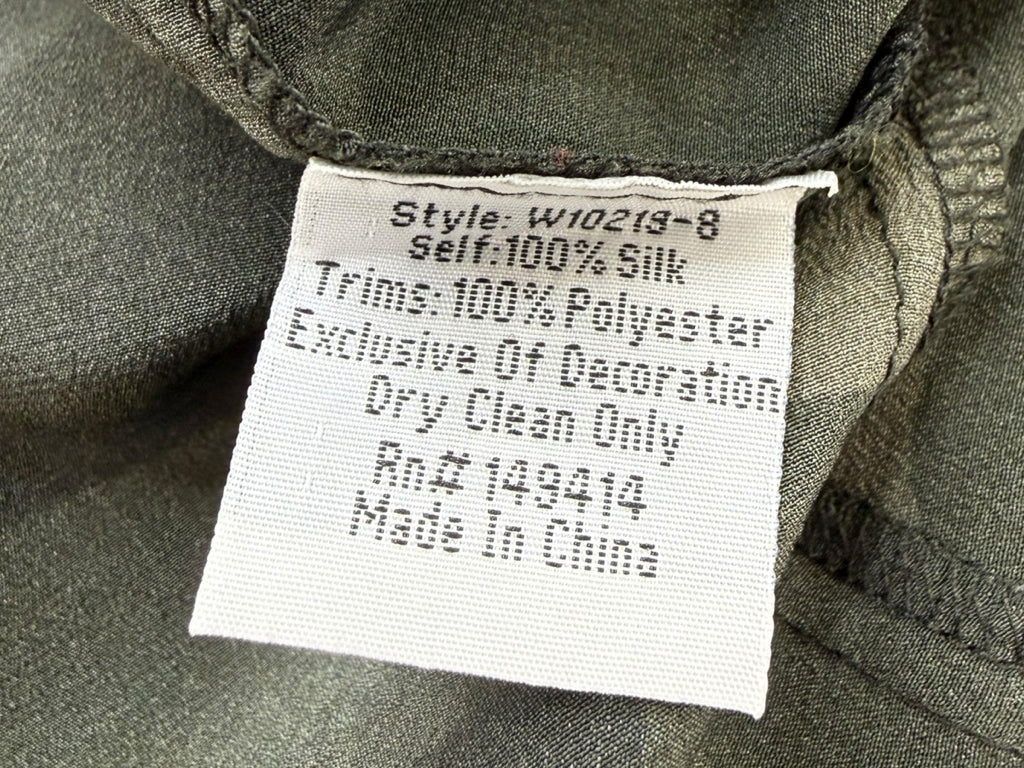 Style: W10218-8
Self:100% Silk
Trims:100% Polyester
Exclusive Of Decoration
Dry Clean Only
Rn# 149414
Made In China